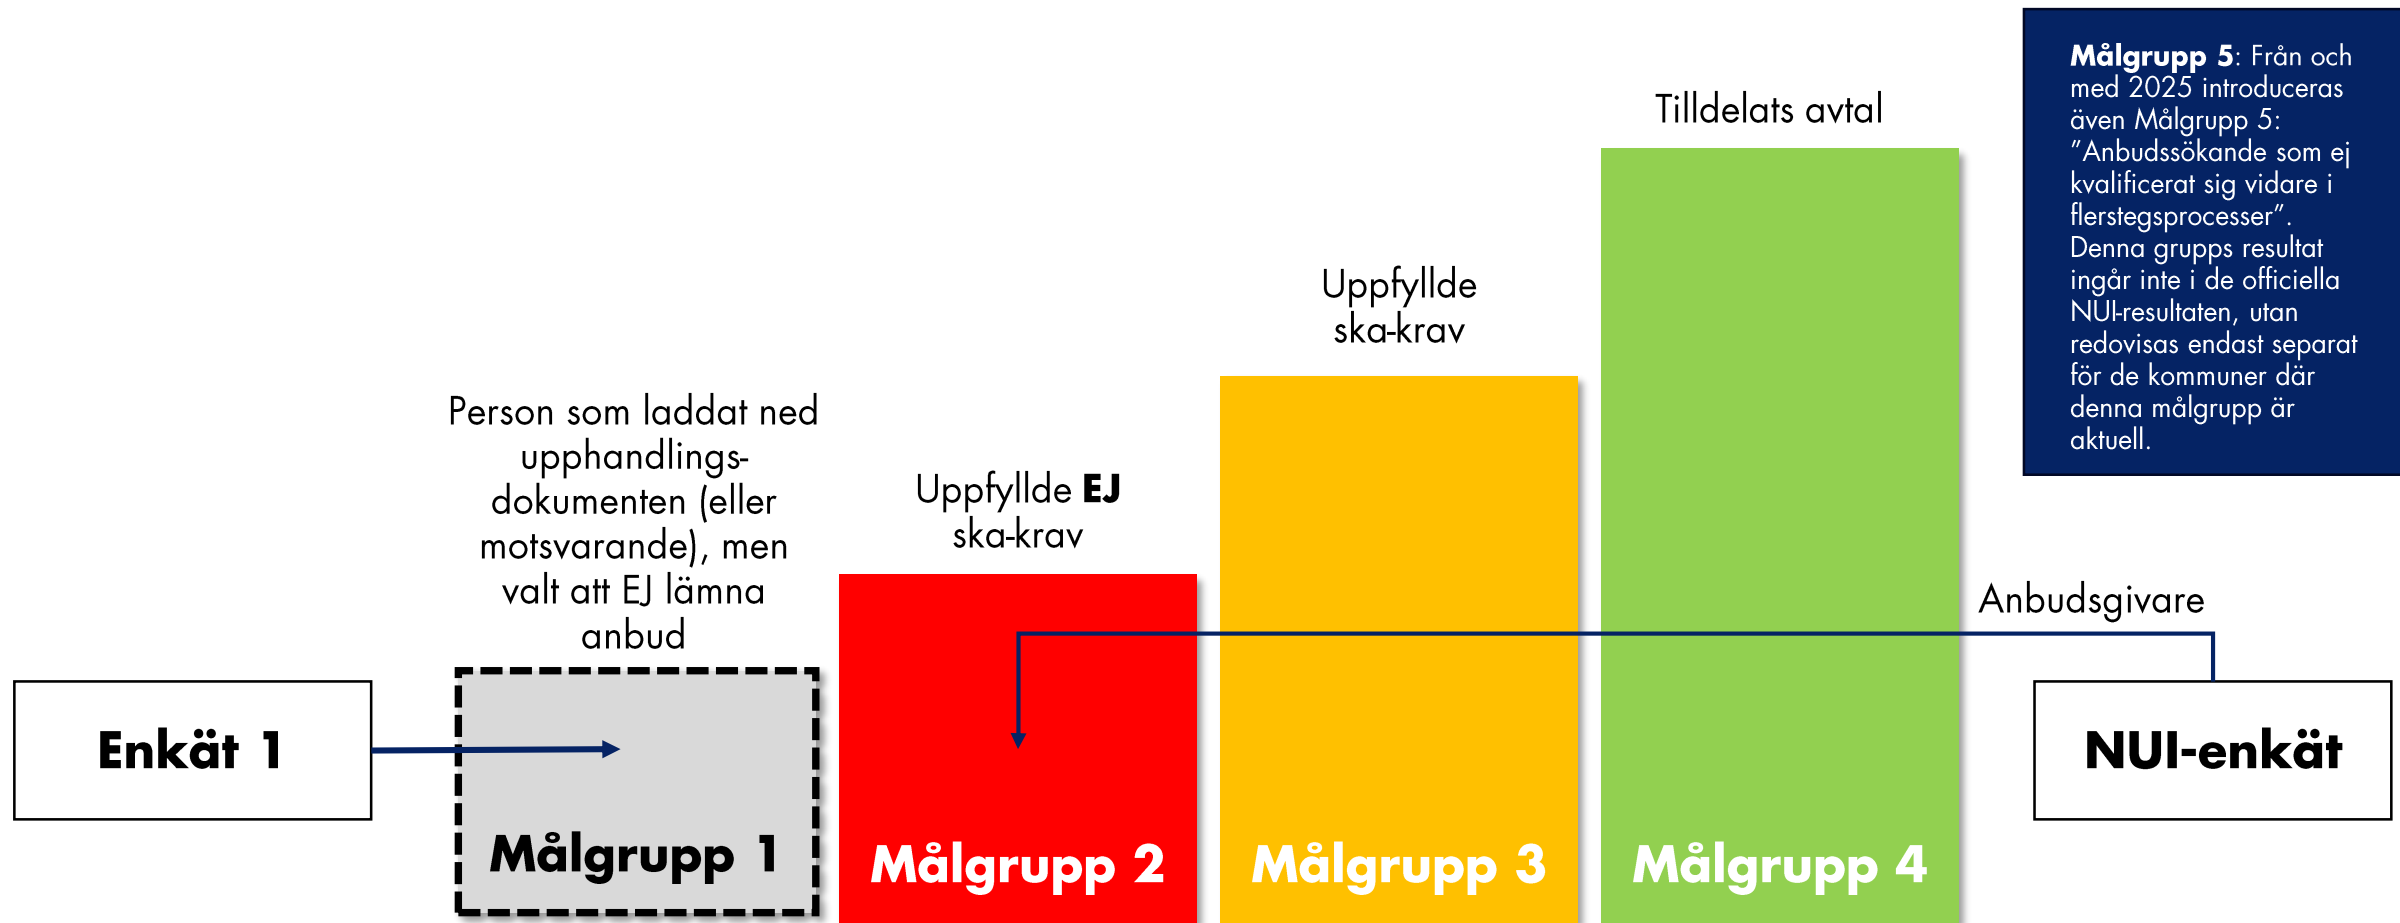 Målgrupp 5: Från och
med 2025 introduceras
även Målgrupp 5:
”Anbudssökande som ej
kvalificerat sig vidare i
flerstegsprocesser”.
Denna grupps resultat
ingår inte i de officiella
NUI-resultaten, utan
redovisas endast separat
för de kommuner där
denna målgrupp är
aktuell.
Tilldelats avtal
Uppfyllde
ska-krav
Person som laddat ned
upphandlings-
dokumenten (eller
motsvarande), men
valt att EJ lämna
anbud
Uppfyllde EJ
ska-krav
Anbudsgivare
Enkät 1
NUI-enkät
Målgrupp 1
Målgrupp 2
Målgrupp 3
Målgrupp 4